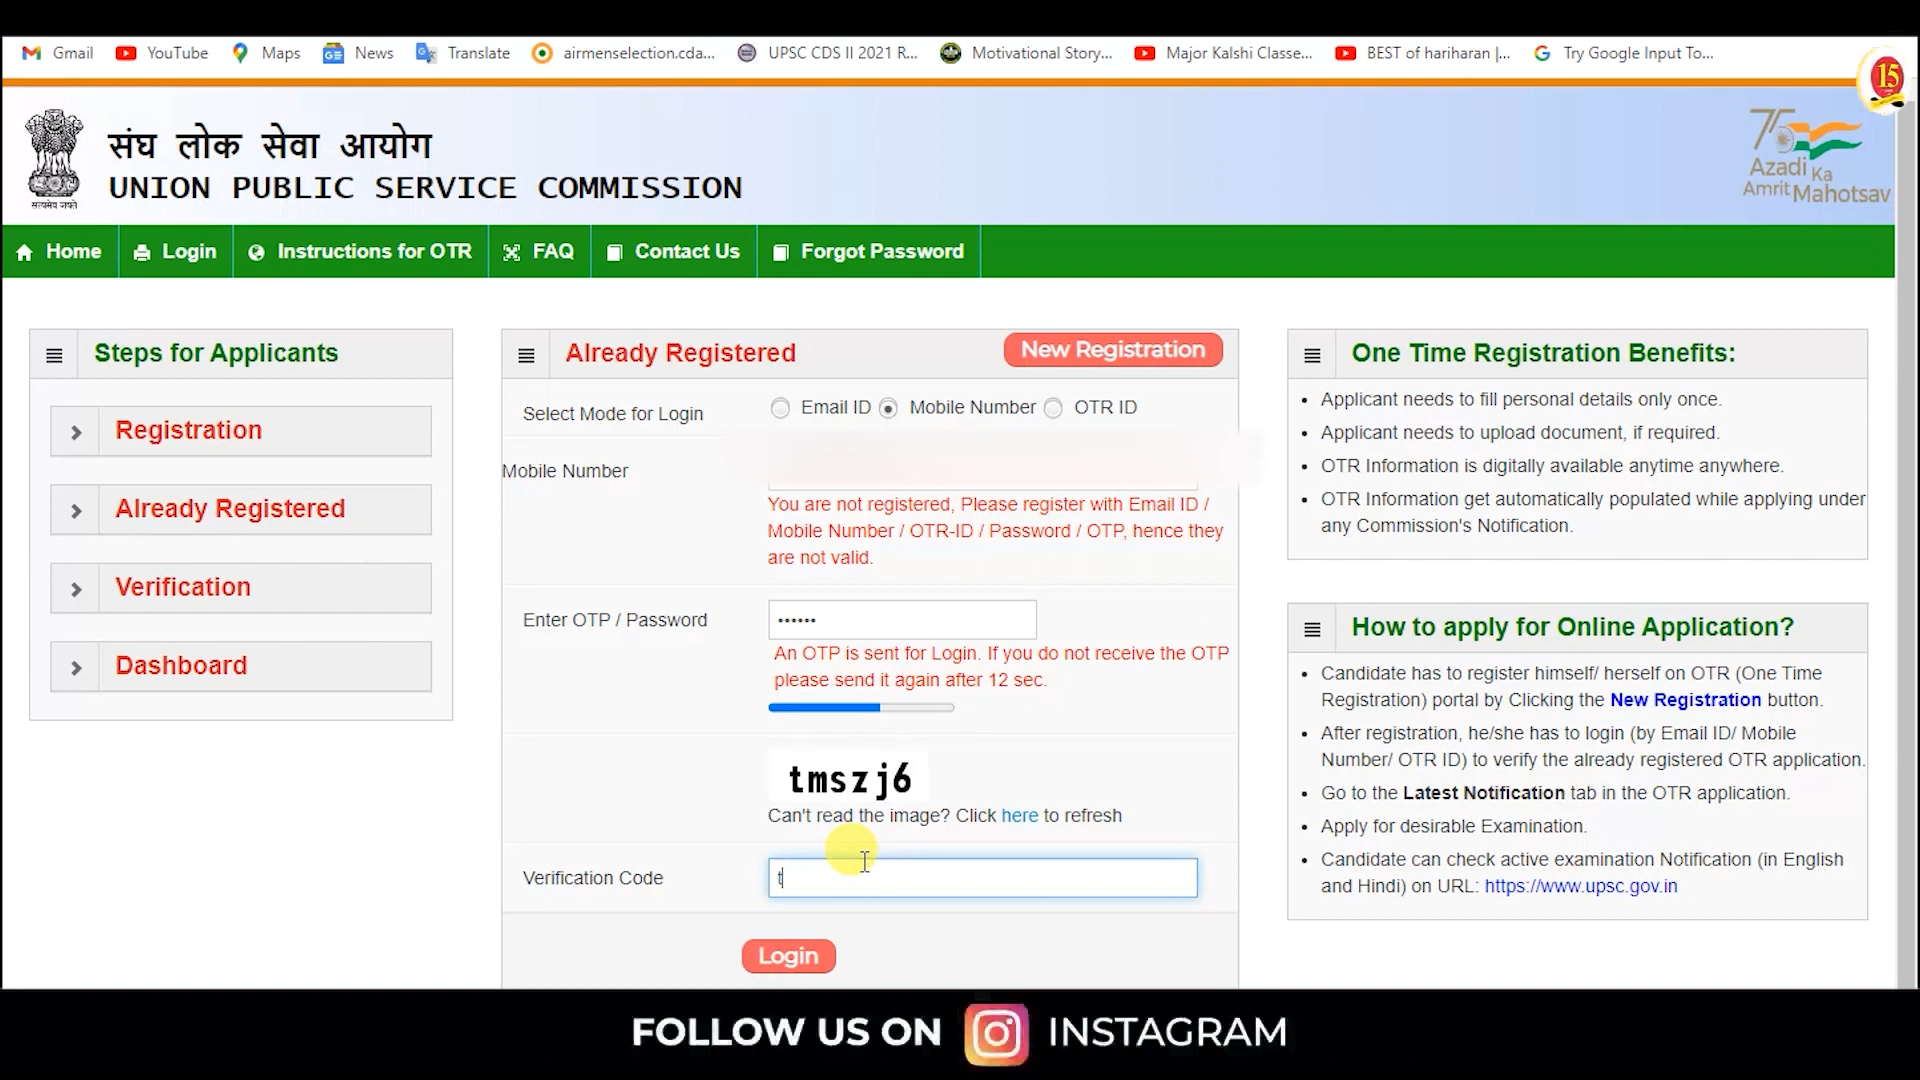 Gmail YouTube Maps News Translate airmenselection.cda... UPSC CDS II 2021 R... Motivational Story... Major Kalshi Classe... BEST of hariharan |... Try Google Input To...
15
संघ लोक सेवा आयोग
UNION PUBLIC SERVICE COMMISSION
सत्यमेव जयते
75
Azadi Ka
Amrit Mahotsav
Home Login Instructions for OTR FAQ Contact Us Forgot Password
Steps for Applicants
Registration
Already Registered
Verification
Dashboard
Already Registered New Registration
Select Mode for Login Email ID Mobile Number OTR ID
Mobile Number
You are not registered, Please register with Email ID /
Mobile Number / OTR-ID / Password / OTP, hence they
are not valid.
Enter OTP / Password ••••••
An OTP is sent for Login. If you do not receive the OTP
please send it again after 12 sec.
tmszj6
Can't read the image? Click here to refresh
Verification Code t
Login
One Time Registration Benefits:
• Applicant needs to fill personal details only once.
• Applicant needs to upload document, if required.
• OTR Information is digitally available anytime anywhere.
• OTR Information get automatically populated while applying under
any Commission's Notification.
How to apply for Online Application?
• Candidate has to register himself/ herself on OTR (One Time
Registration) portal by Clicking the New Registration button.
• After registration, he/she has to login (by Email ID/ Mobile
Number/ OTR ID) to verify the already registered OTR application.
• Go to the Latest Notification tab in the OTR application.
• Apply for desirable Examination.
• Candidate can check active examination Notification (in English
and Hindi) on URL: https://www.upsc.gov.in
FOLLOW US ON INSTAGRAM